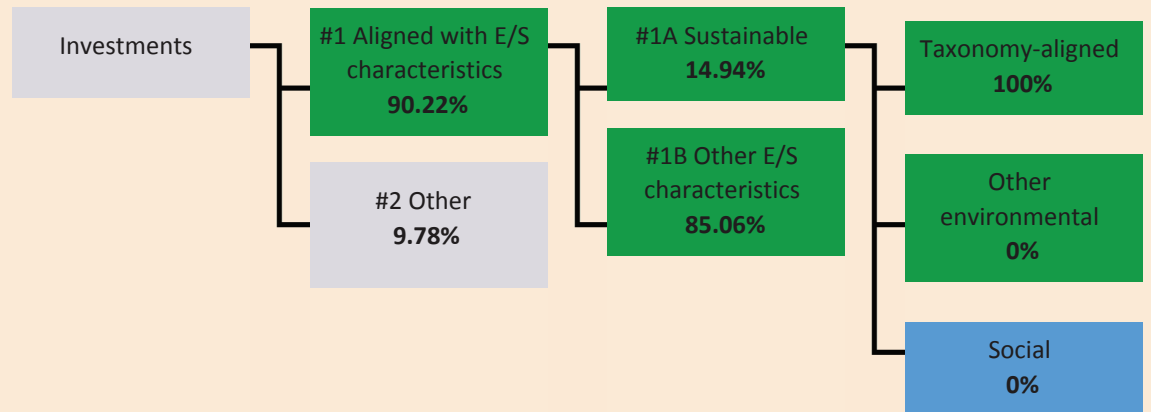 Investments
#1 Aligned with E/S
characteristics
90.22%
#2 Other
9.78%
#1A Sustainable
14.94%
#1B Other E/S
characteristics
85.06%
Taxonomy-aligned
100%
Other
environmental
0%
Social
0%